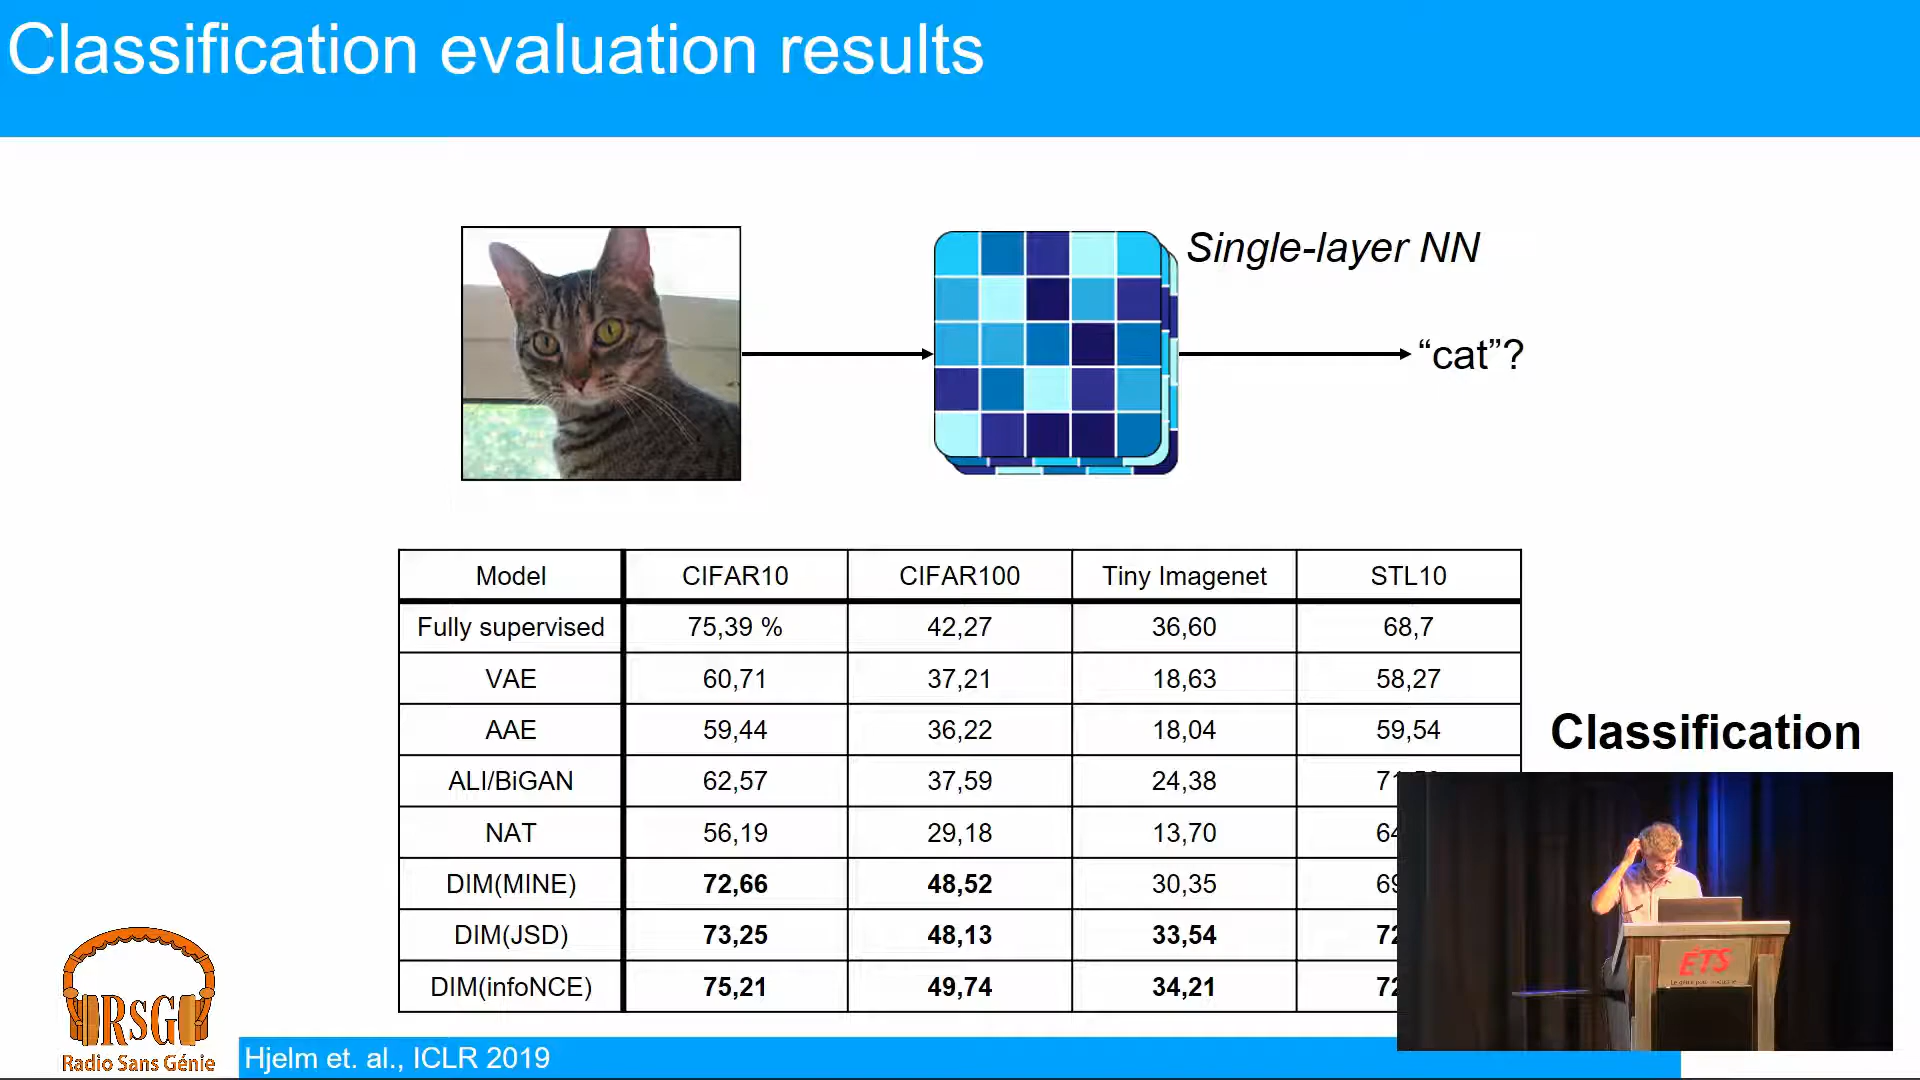 Classification evaluation results
Single-layer NN
“cat”?
Model CIFAR10 CIFAR100 Tiny Imagenet STL10
Fully supervised 75,39 % 42,27 36,60 68,7
VAE 60,71 37,21 18,63 58,27
AAE 59,44 36,22 18,04 59,54
Classification
ALI/BiGAN 62,57 37,59 24,38
NAT 56,19 29,18 13,70 64
DIM(MINE) 72,66 48,52 30,35 69
DIM(JSD) 73,25 48,13 33,54 72
DIM(infoNCE) 75,21 49,74 34,21 72
ÉTS
RSG
Radio Sans Génie
Hjelm et. al., ICLR 2019